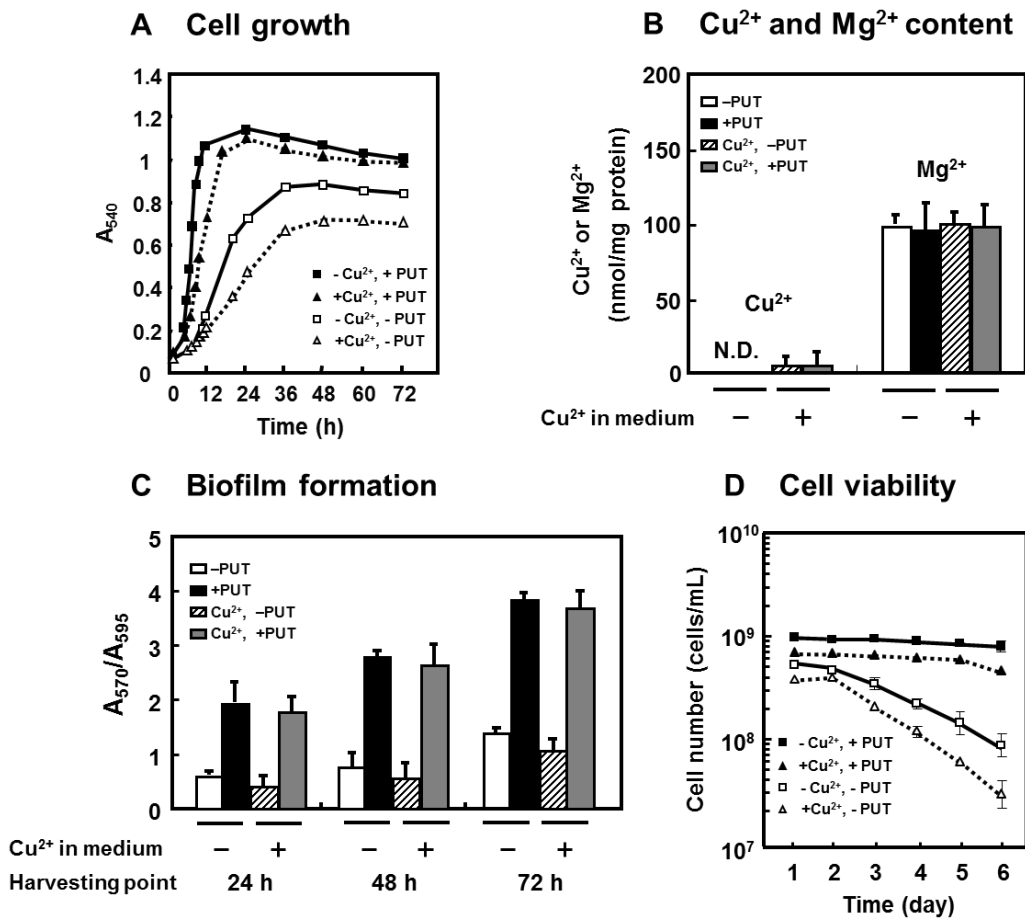 A Cell growth
1.4
1.2
1
0.8
0.6
0.4
0.2
0
A₅₄₀
- Cu²⁺, + PUT
+Cu²⁺, + PUT
- Cu²⁺, - PUT
+Cu²⁺, - PUT
0 12 24 36 48 60 72
Time (h)
B Cu²⁺ and Mg²⁺ content
200
150
100
50
0
Cu²⁺ or Mg²⁺
(nmol/mg protein)
–PUT
+PUT
Cu²⁺, –PUT
Cu²⁺, +PUT
Mg²⁺
Cu²⁺
N.D.
Cu²⁺ in medium – + – +
C Biofilm formation
5
4
3
2
1
0
A₅₇₀/A₅₉₅
–PUT
+PUT
Cu²⁺, –PUT
Cu²⁺, +PUT
Cu²⁺ in medium – + – + – +
Harvesting point 24 h 48 h 72 h
D Cell viability
10¹⁰
10⁹
10⁸
10⁷
Cell number (cells/mL)
- Cu²⁺, + PUT
+Cu²⁺, + PUT
- Cu²⁺, - PUT
+Cu²⁺, - PUT
1 2 3 4 5 6
Time (day)